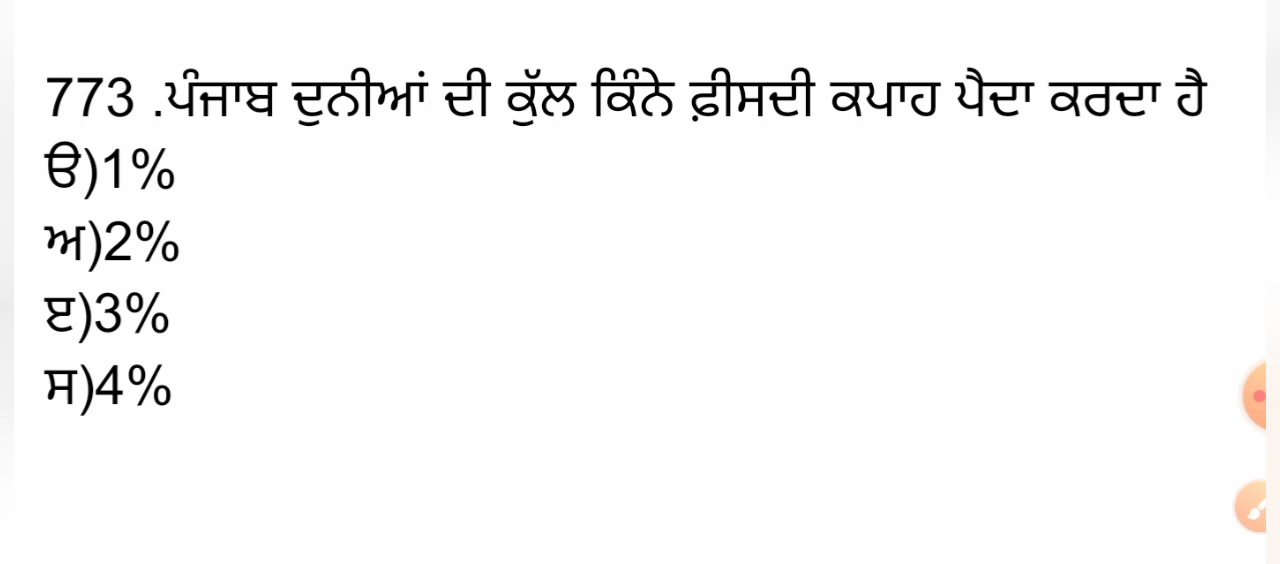 773 .ਪੰਜਾਬ ਦੁਨੀਆਂ ਦੀ ਕੁੱਲ ਕਿੰਨੇ ਫ਼ੀਸਦੀ ਕਪਾਹ ਪੈਦਾ ਕਰਦਾ ਹੈ
ੳ)1%
ਅ)2%
ੲ)3%
ਸ)4%